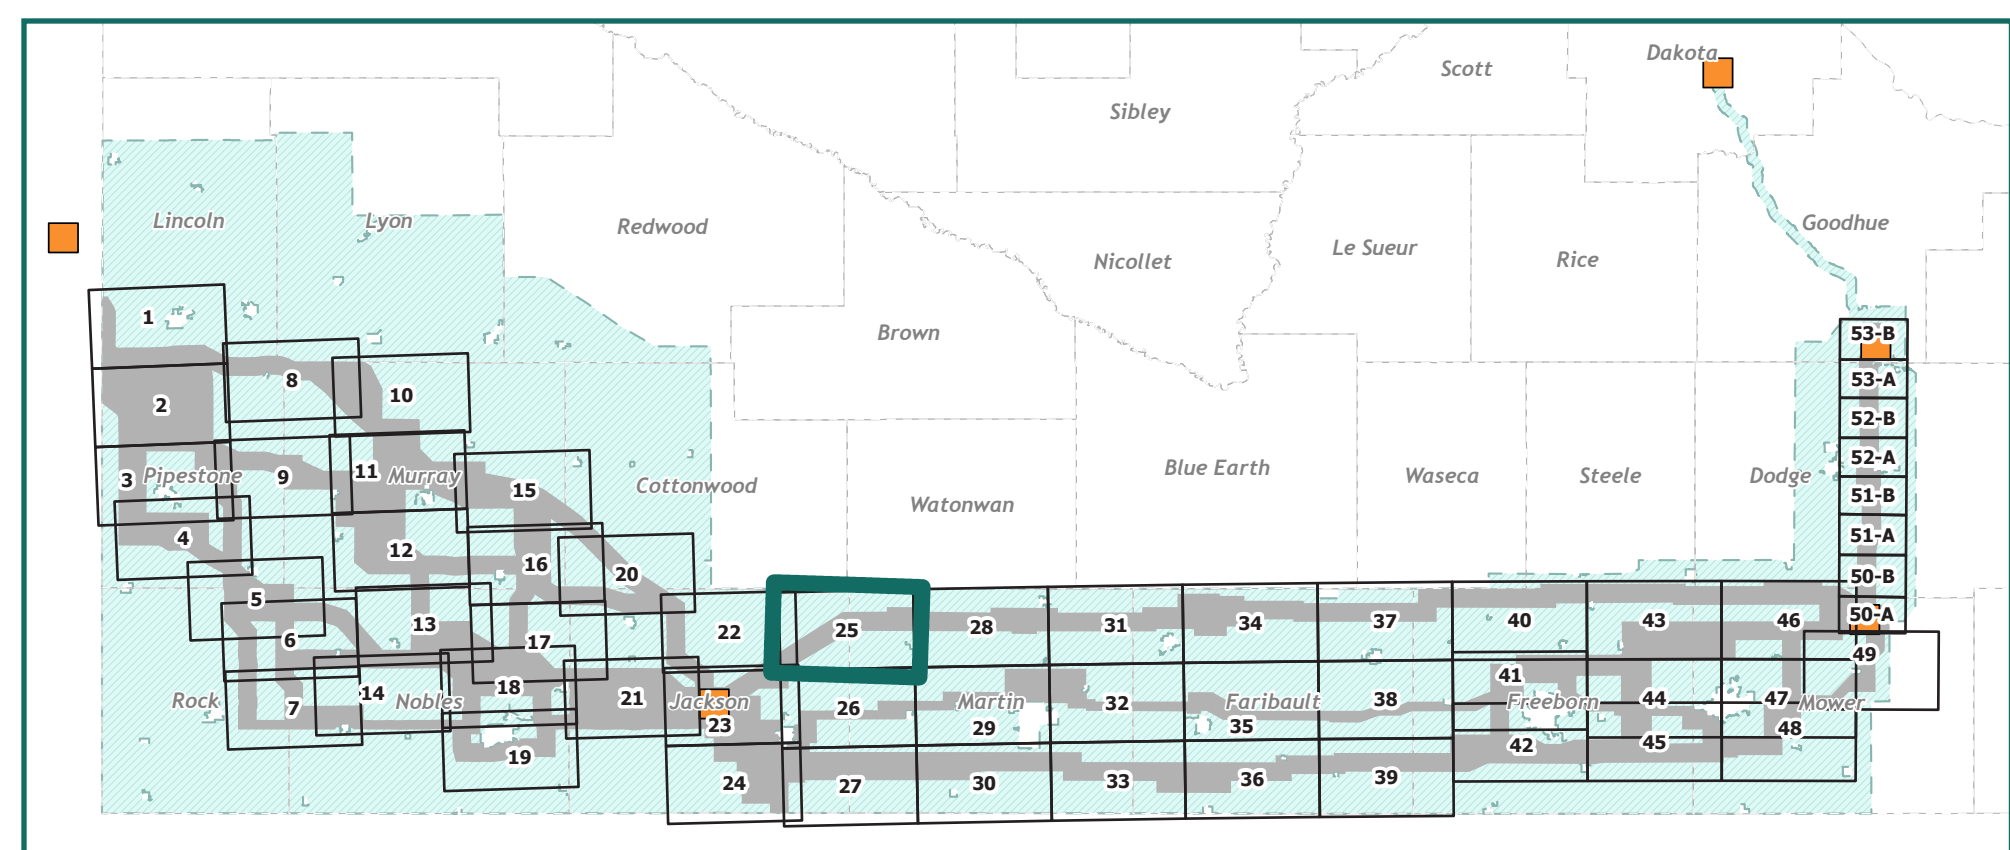 Dakota
Scott
Sibley
Lincoln
Lyon
Redwood
Goodhue
Le Sueur
Rice
Nicollet
1
Brown
53-B
8
53-A
10
2
52-B
52-A
11
Pipestone
Murray
9
3
15
Cottonwood
Watonwan
Blue Earth
Waseca
Steele
Dodge
51-B
4
51-A
12
16
20
50-B
5
50-A
6
13
17
22
25
28
31
34
37
40
43
46
49
41
18
14
7
Rock
Nobles
21
Jackson
23
26
Martin
29
32
Faribault
35
38
Freeborn
44
47
Mower
48
42
45
19
24
27
30
33
36
39